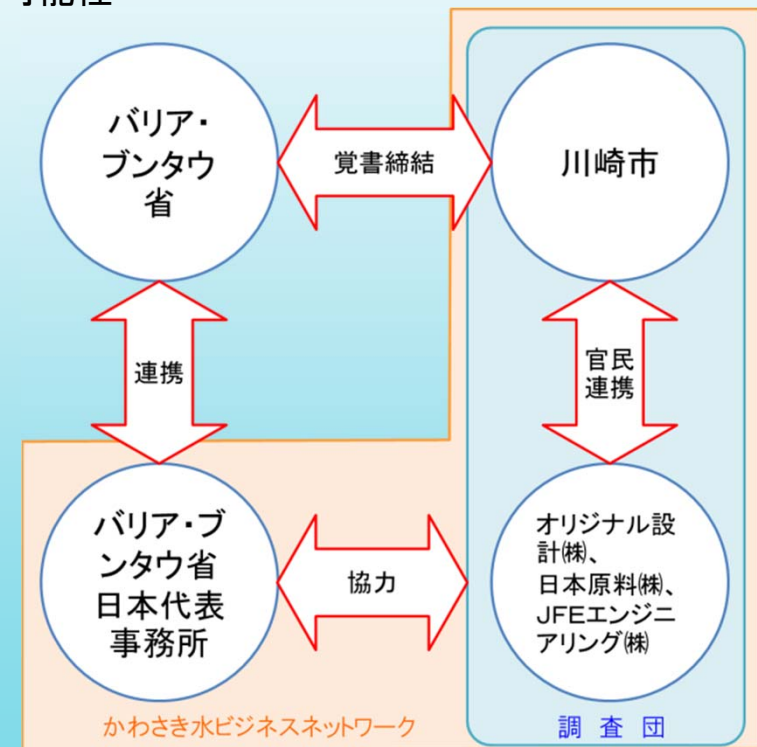 バリア・
ブンタウ
省
覚書締結
川崎市
連携
官民
連携
バリア・ブ
ンタウ省
日本代表
事務所
協力
オリジナル設
計㈱、
日本原料㈱、
JFEエンジニ
アリング㈱
かわさき水ビジネスネットワーク
調 査 団